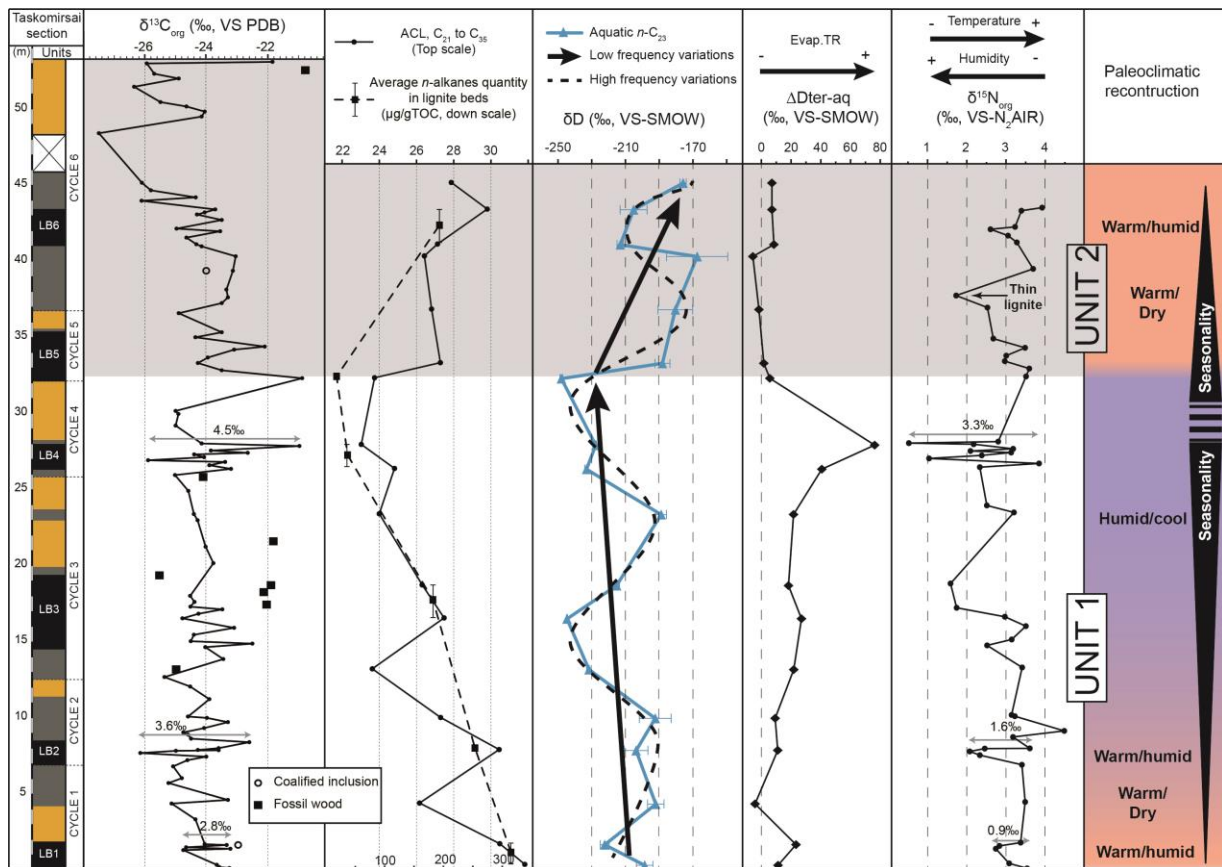 Taskomirsai
section
(m) Units
δ¹³C_org (‰, VS PDB)
-26 -24 -22
ACL, C₂₁ to C₃₅
(Top scale)
Average n-alkanes quantity
in lignite beds
(µg/gTOC, down scale)
22 24 26 28 30
Aquatic n-C₂₃
Low frequency variations
High frequency variations
δD (‰, VS-SMOW)
-250 -210 -170
Evap.TR
- +
ΔDter-aq
(‰, VS-SMOW)
0 20 40 60 80
- Temperature +
+ Humidity -
δ¹⁵N_org
(‰, VS-N₂AIR)
1 2 3 4
Paleoclimatic
reconstruction
50
45
40
35
30
25
20
15
10
5
LB6
LB5
LB4
LB3
LB2
LB1
CYCLE 6
CYCLE 5
CYCLE 4
CYCLE 3
CYCLE 2
CYCLE 1
4.5‰
3.6‰
2.8‰
Coalified inclusion
Fossil wood
100 200 300
Thin
lignite
3.3‰
1.6‰
0.9‰
Warm/humid
Warm/
Dry
Humid/cool
Warm/humid
Warm/
Dry
Warm/humid
UNIT 2
UNIT 1
Seasonality
Seasonality